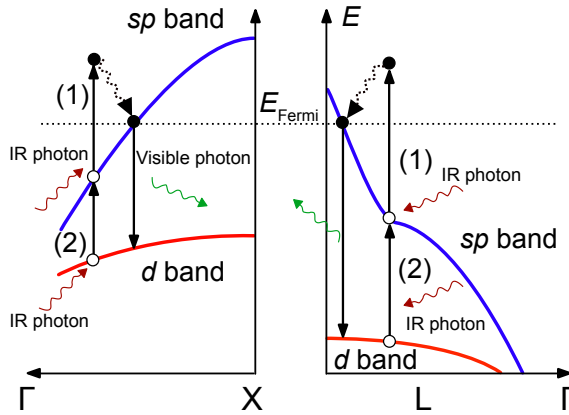 sp band
E
(1)
E_Fermi
IR photon
Visible photon
(1)
IR photon
(2)
d band
sp band
(2)
IR photon
IR photon
d band
Γ
X
L
Γ